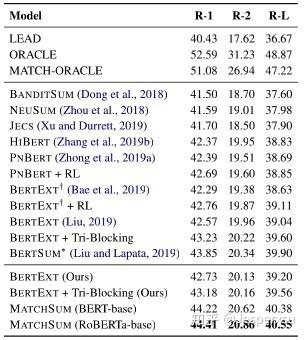 Model R-1 R-2 R-L
LEAD 40.43 17.62 36.67
ORACLE 52.59 31.23 48.87
MATCH-ORACLE 51.08 26.94 47.22
BANDITSUM (Dong et al., 2018) 41.50 18.70 37.60
NEUSUM (Zhou et al., 2018) 41.59 19.01 37.98
JECS (Xu and Durrett, 2019) 41.70 18.50 37.90
HIBERT (Zhang et al., 2019b) 42.37 19.95 38.83
PNBERT (Zhong et al., 2019a) 42.39 19.51 38.69
PNBERT + RL 42.69 19.60 38.85
BERTEXT† (Bae et al., 2019) 42.29 19.38 38.63
BERTEXT† + RL 42.76 19.87 39.11
BERTEXT (Liu, 2019) 42.57 19.96 39.04
BERTEXT + Tri-Blocking 43.23 20.22 39.60
BERTSUM* (Liu and Lapata, 2019) 43.85 20.34 39.90
BERTEXT (Ours) 42.73 20.13 39.20
BERTEXT + Tri-Blocking (Ours) 43.18 20.16 39.56
MATCHSUM (BERT-base) 44.22 20.62 40.38
MATCHSUM (RoBERTa-base) 44.41 20.86 40.55